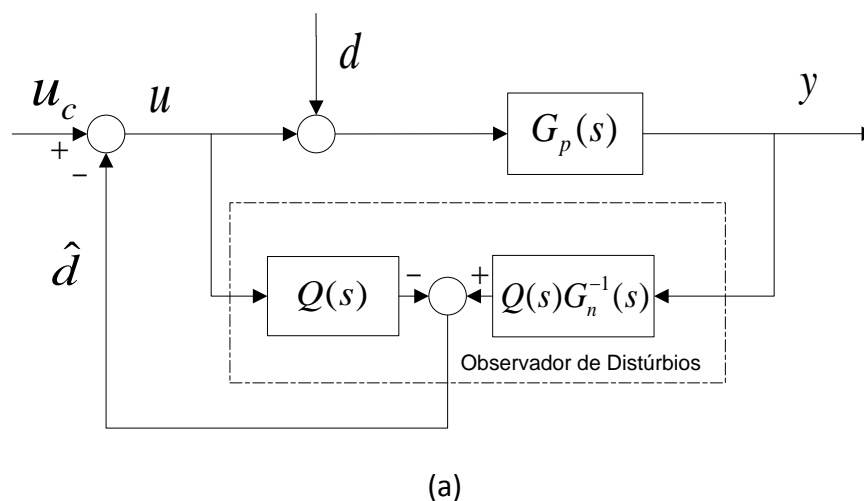 d
u_c
u
y
G_p(s)
+
−
d̂
Q(s)
−
+
Q(s)G_n^{-1}(s)
Observador de Distúrbios
(a)